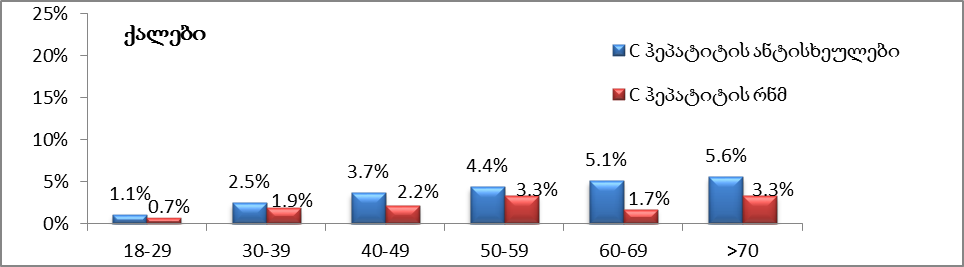 25%
ქალები
20%
C ჰეპატიტის ანტისხეულები
15%
C ჰეპატიტის რნმ
10%
5%
0%
1.1% 0.7% 2.5% 1.9% 3.7% 2.2% 4.4% 3.3% 5.1% 1.7% 5.6% 3.3%
18-29 30-39 40-49 50-59 60-69 >70